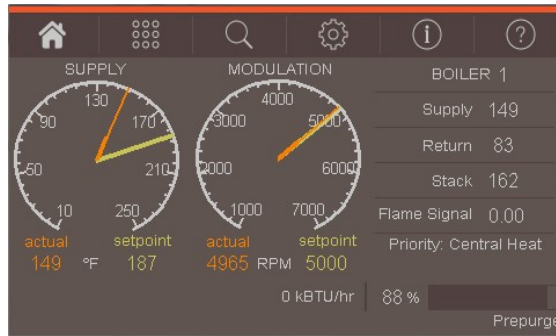 SUPPLY
130
90
170
50
210
10
250
actual
setpoint
149 °F 187
MODULATION
4000
3000
5000
2000
6000
1000
7000
actual
setpoint
4965 RPM 5000
BOILER 1
Supply 149
Return 83
Stack 162
Flame Signal 0.00
Priority: Central Heat
0 kBTU/hr
88 %
Prepurge